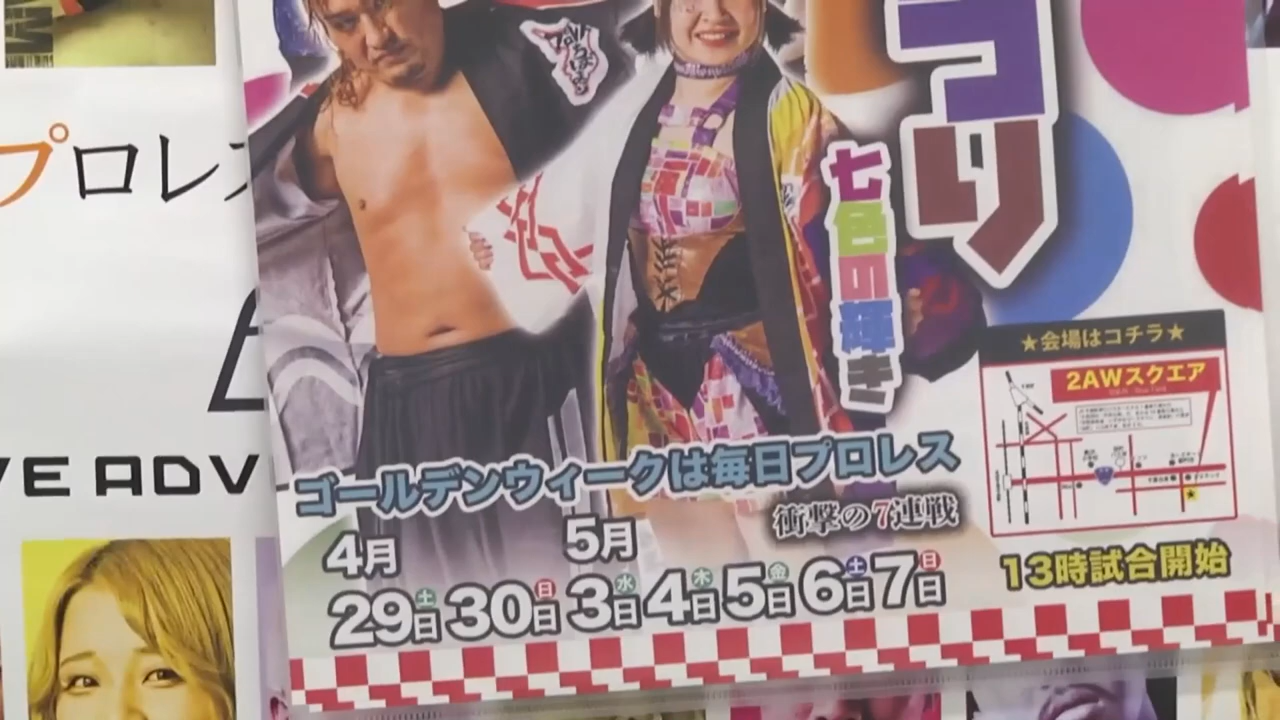 コリ
七色の輝き
プロレス
★会場はコチラ★
2AWスクエア
VE ADV
ゴールデンウィークは毎日プロレス
衝撃の7連戦
4月
5月
29土日 30日日 3水日 4木日 5金日 6土日 7日日
13時試合開始